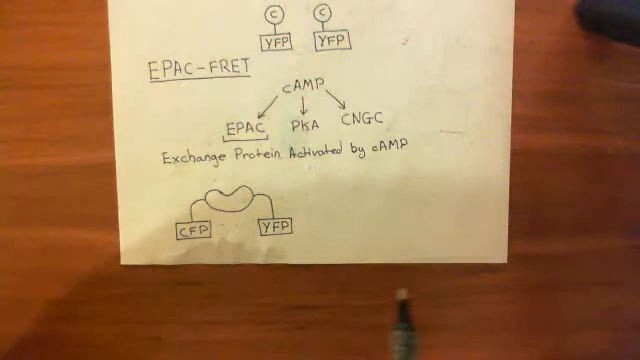 C C
YFP YFP
EPAC-FRET
cAMP
EPAC PKA CNGC
Exchange Protein Activated by cAMP
CFP YFP